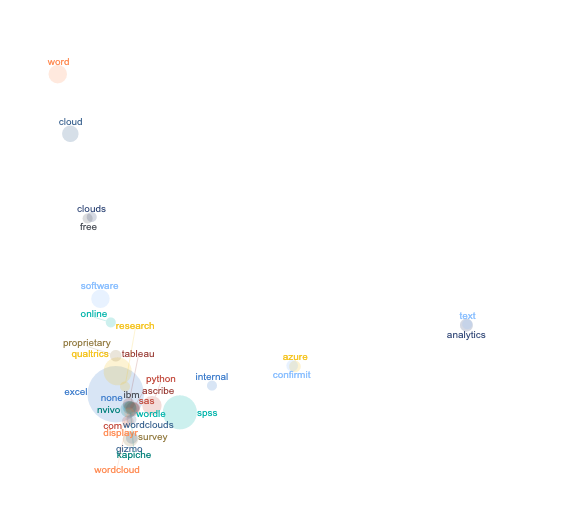 word
cloud
clouds
free
software
online
text
research
analytics
proprietary
qualtrics tableau
azure
confirmit
python
internal
excel
ascribe
ibm
none
sas
nvivo
wordle
spss
com
wordclouds
displayr
survey
gizmo
kapiche
wordcloud